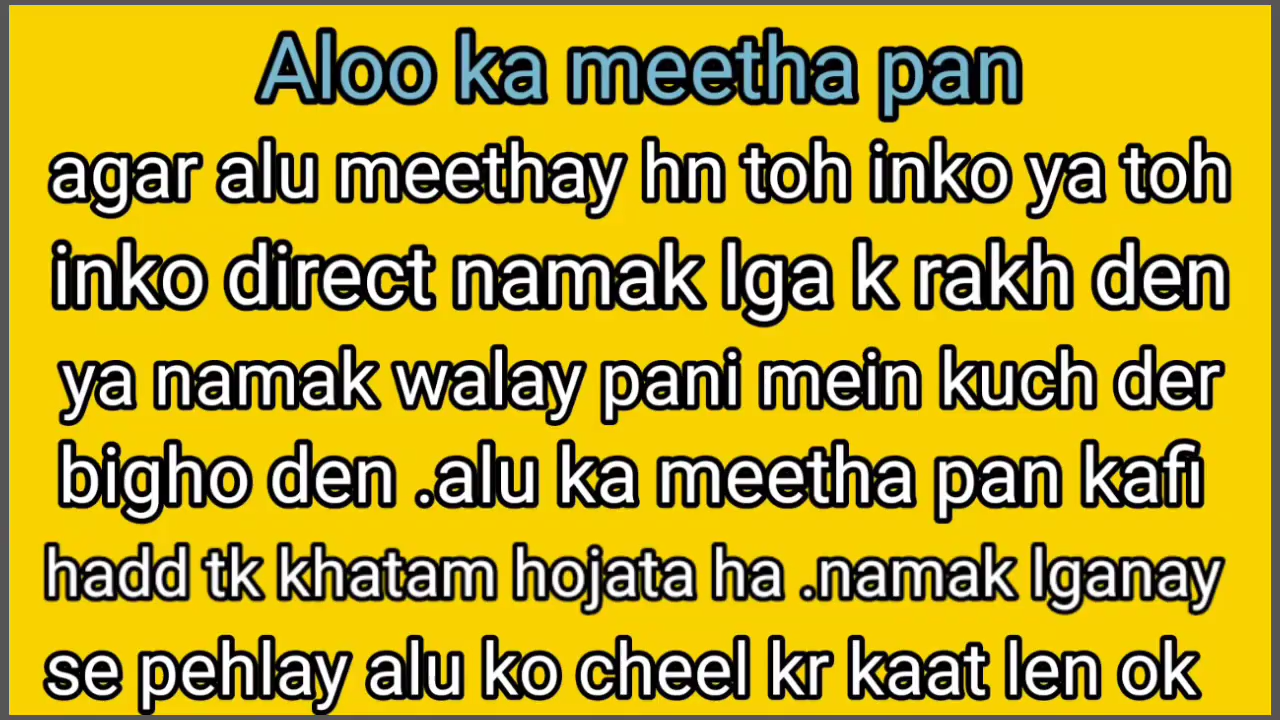 Aloo ka meetha pan
agar alu meethay hn toh inko ya toh
inko direct namak lga k rakh den
ya namak walay pani mein kuch der
bigho den .alu ka meetha pan kafi
hadd tk khatam hojata ha .namak lganay
se pehlay alu ko cheel kr kaat len ok